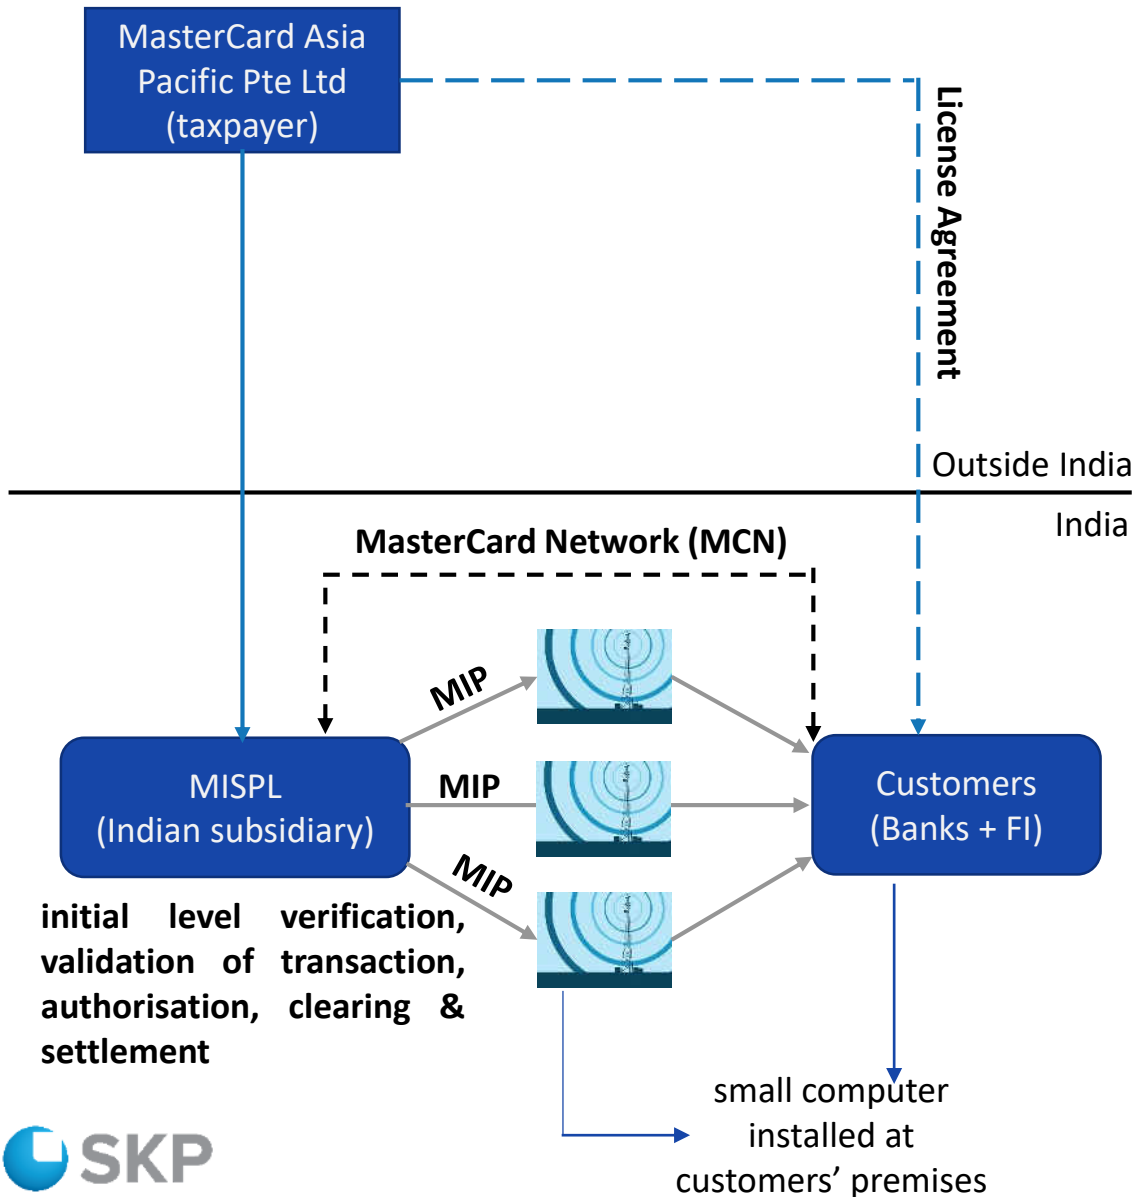 MasterCard Asia
Pacific Pte Ltd
(taxpayer)
License Agreement
Outside India
India
MasterCard Network (MCN)
MIP
MIP
MIP
MISPL
(Indian subsidiary)
Customers
(Banks + FI)
initial level verification,
validation of transaction,
authorisation, clearing &
settlement
small computer
installed at
customers’ premises
SKP